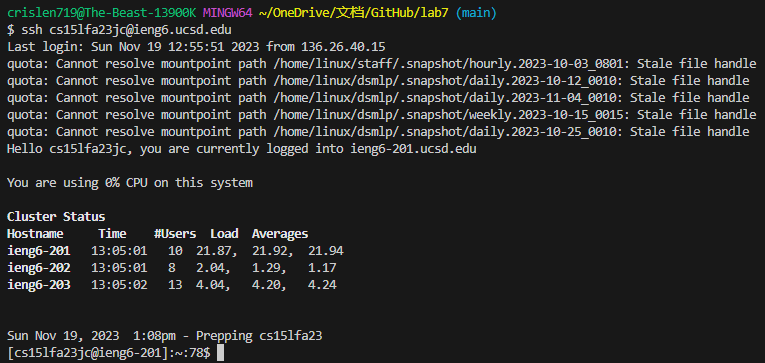 crislen719@The-Beast-13900K MINGW64 ~/OneDrive/文档/GitHub/lab7 (main)
$ ssh cs15lfa23jc@ieng6.ucsd.edu
Last login: Sun Nov 19 12:55:51 2023 from 136.26.40.15
quota: Cannot resolve mountpoint path /home/linux/staff/.snapshot/hourly.2023-10-03_0801: Stale file handle
quota: Cannot resolve mountpoint path /home/linux/dsmlp/.snapshot/daily.2023-10-12_0010: Stale file handle
quota: Cannot resolve mountpoint path /home/linux/dsmlp/.snapshot/daily.2023-11-04_0010: Stale file handle
quota: Cannot resolve mountpoint path /home/linux/dsmlp/.snapshot/weekly.2023-10-15_0015: Stale file handle
quota: Cannot resolve mountpoint path /home/linux/dsmlp/.snapshot/daily.2023-10-25_0010: Stale file handle
Hello cs15lfa23jc, you are currently logged into ieng6-201.ucsd.edu
You are using 0% CPU on this system
Cluster Status
Hostname Time #Users Load Averages
ieng6-201 13:05:01 10 21.87, 21.92, 21.94
ieng6-202 13:05:01 8 2.04, 1.29, 1.17
ieng6-203 13:05:02 13 4.04, 4.20, 4.24
Sun Nov 19, 2023 1:08pm - Prepping cs15lfa23
[cs15lfa23jc@ieng6-201]:~:78$